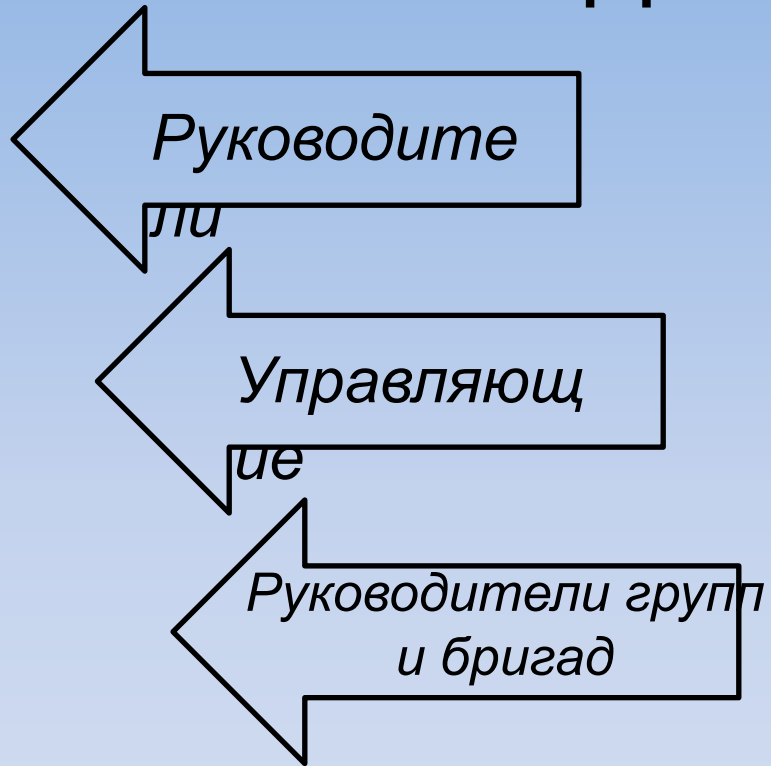 Руководите
ли
Управляющ
ие
Руководители групп
и бригад